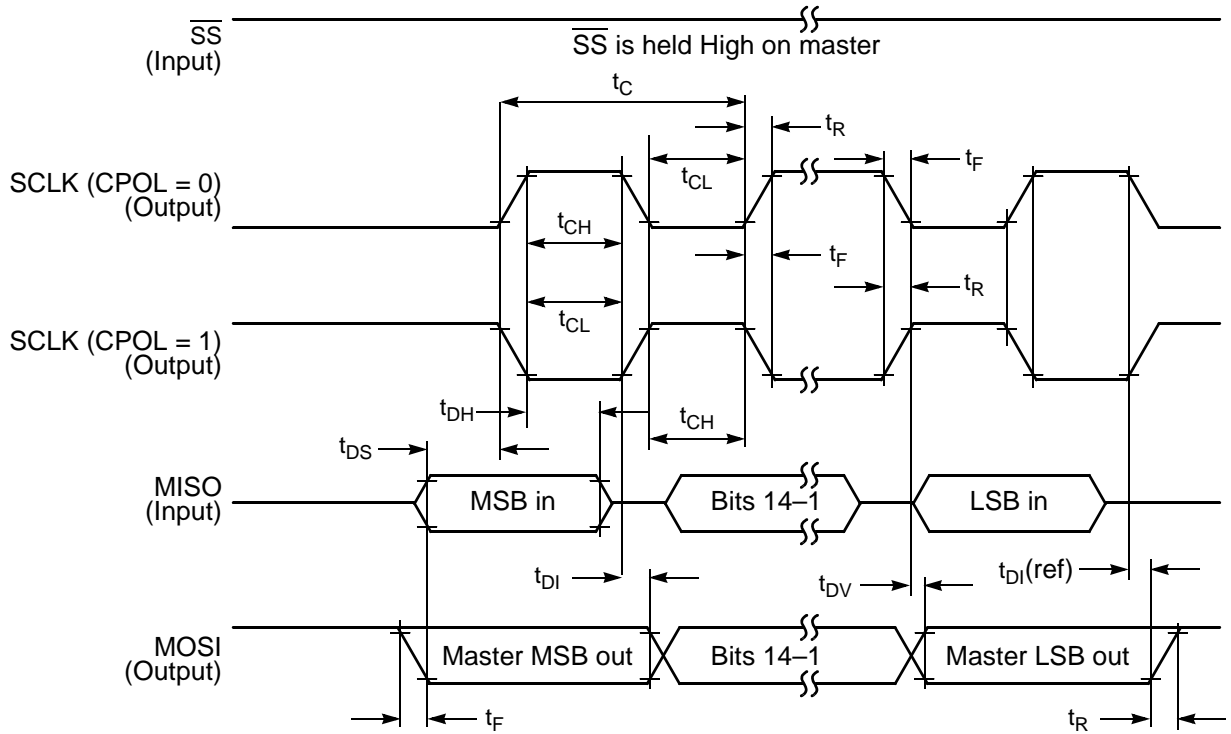 SS
(Input)
SS is held High on master
tC
tR
tF
tCL
SCLK (CPOL = 0)
(Output)
tCH
tF
tR
tCL
SCLK (CPOL = 1)
(Output)
tDH
tCH
tDS
MISO
(Input)
MSB in
Bits 14–1
LSB in
tDI
tDV
tDI(ref)
MOSI
(Output)
Master MSB out
Bits 14–1
Master LSB out
tF
tR